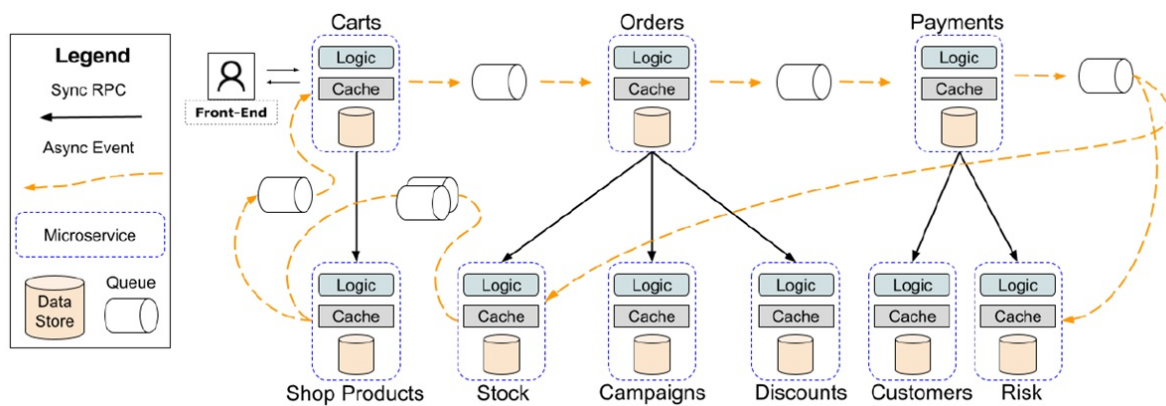 Carts
Orders
Payments
Legend
Sync RPC
Async Event
Microservice
Data
Store
Queue
Front-End
Logic
Cache
Logic
Cache
Logic
Cache
Logic
Cache
Logic
Cache
Logic
Cache
Logic
Cache
Logic
Cache
Logic
Cache
Shop Products
Stock
Campaigns
Discounts
Customers
Risk